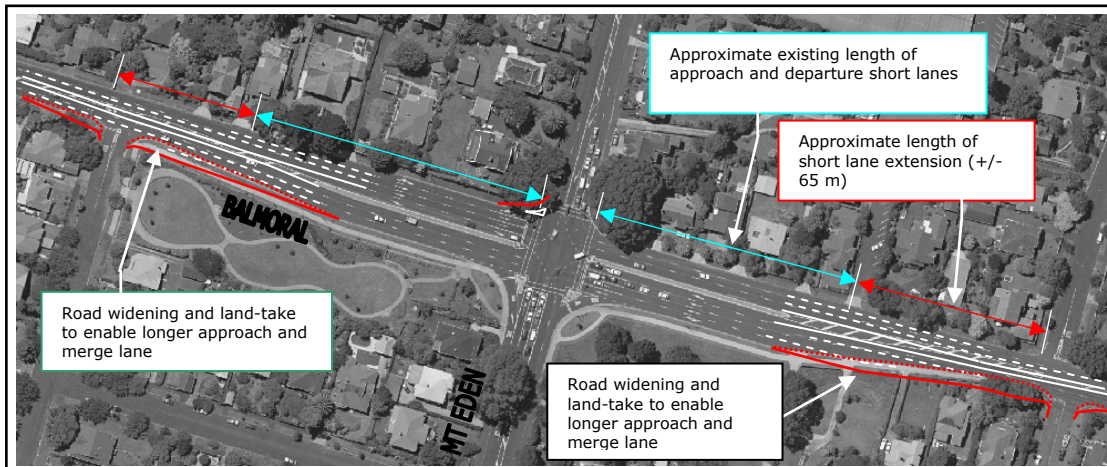 Approximate existing length of
approach and departure short lanes
Approximate length of
short lane extension (+/-
65 m)
BALMORAL
Road widening and land-take
to enable longer approach and
merge lane
Road widening and
land-take to enable
longer approach and
merge lane
MT EDEN